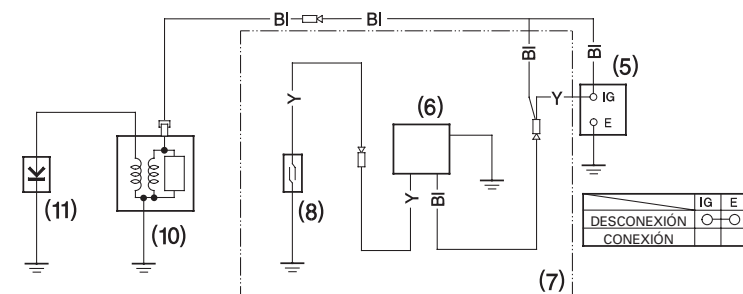 Bl
Bl
Bl
Bl
(5)
Y
Y
IG
E
(6)
Y
Bl
(11)
(10)
(8)
(7)
IG E
DESCONEXIÓN
CONEXIÓN